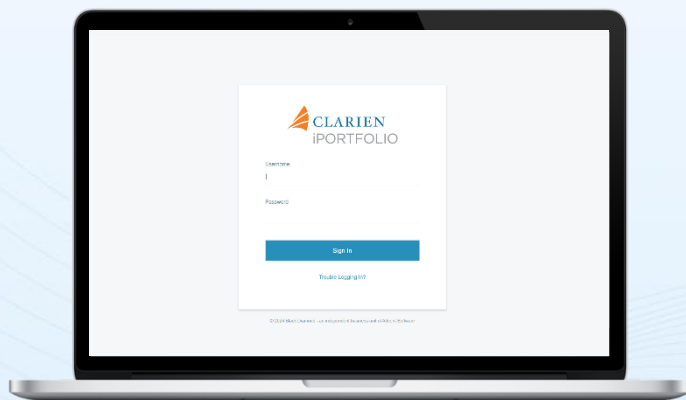 CLARIEN
iPORTFOLIO
Username
Password
Sign In
Trouble Logging In?